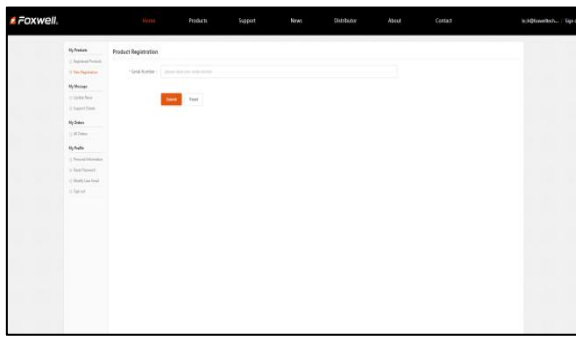 FOXWELL.
Home
Products
Support
News
Distributor
About
Contact
Sign
My Products
Registered Products
New Registration
My Message
Update News
Support Details
My Orders
All Orders
My Profile
Personal Information
Reset Password
Modify User Email
Sign out
Product Registration
Serial Number:
Submit
Reset